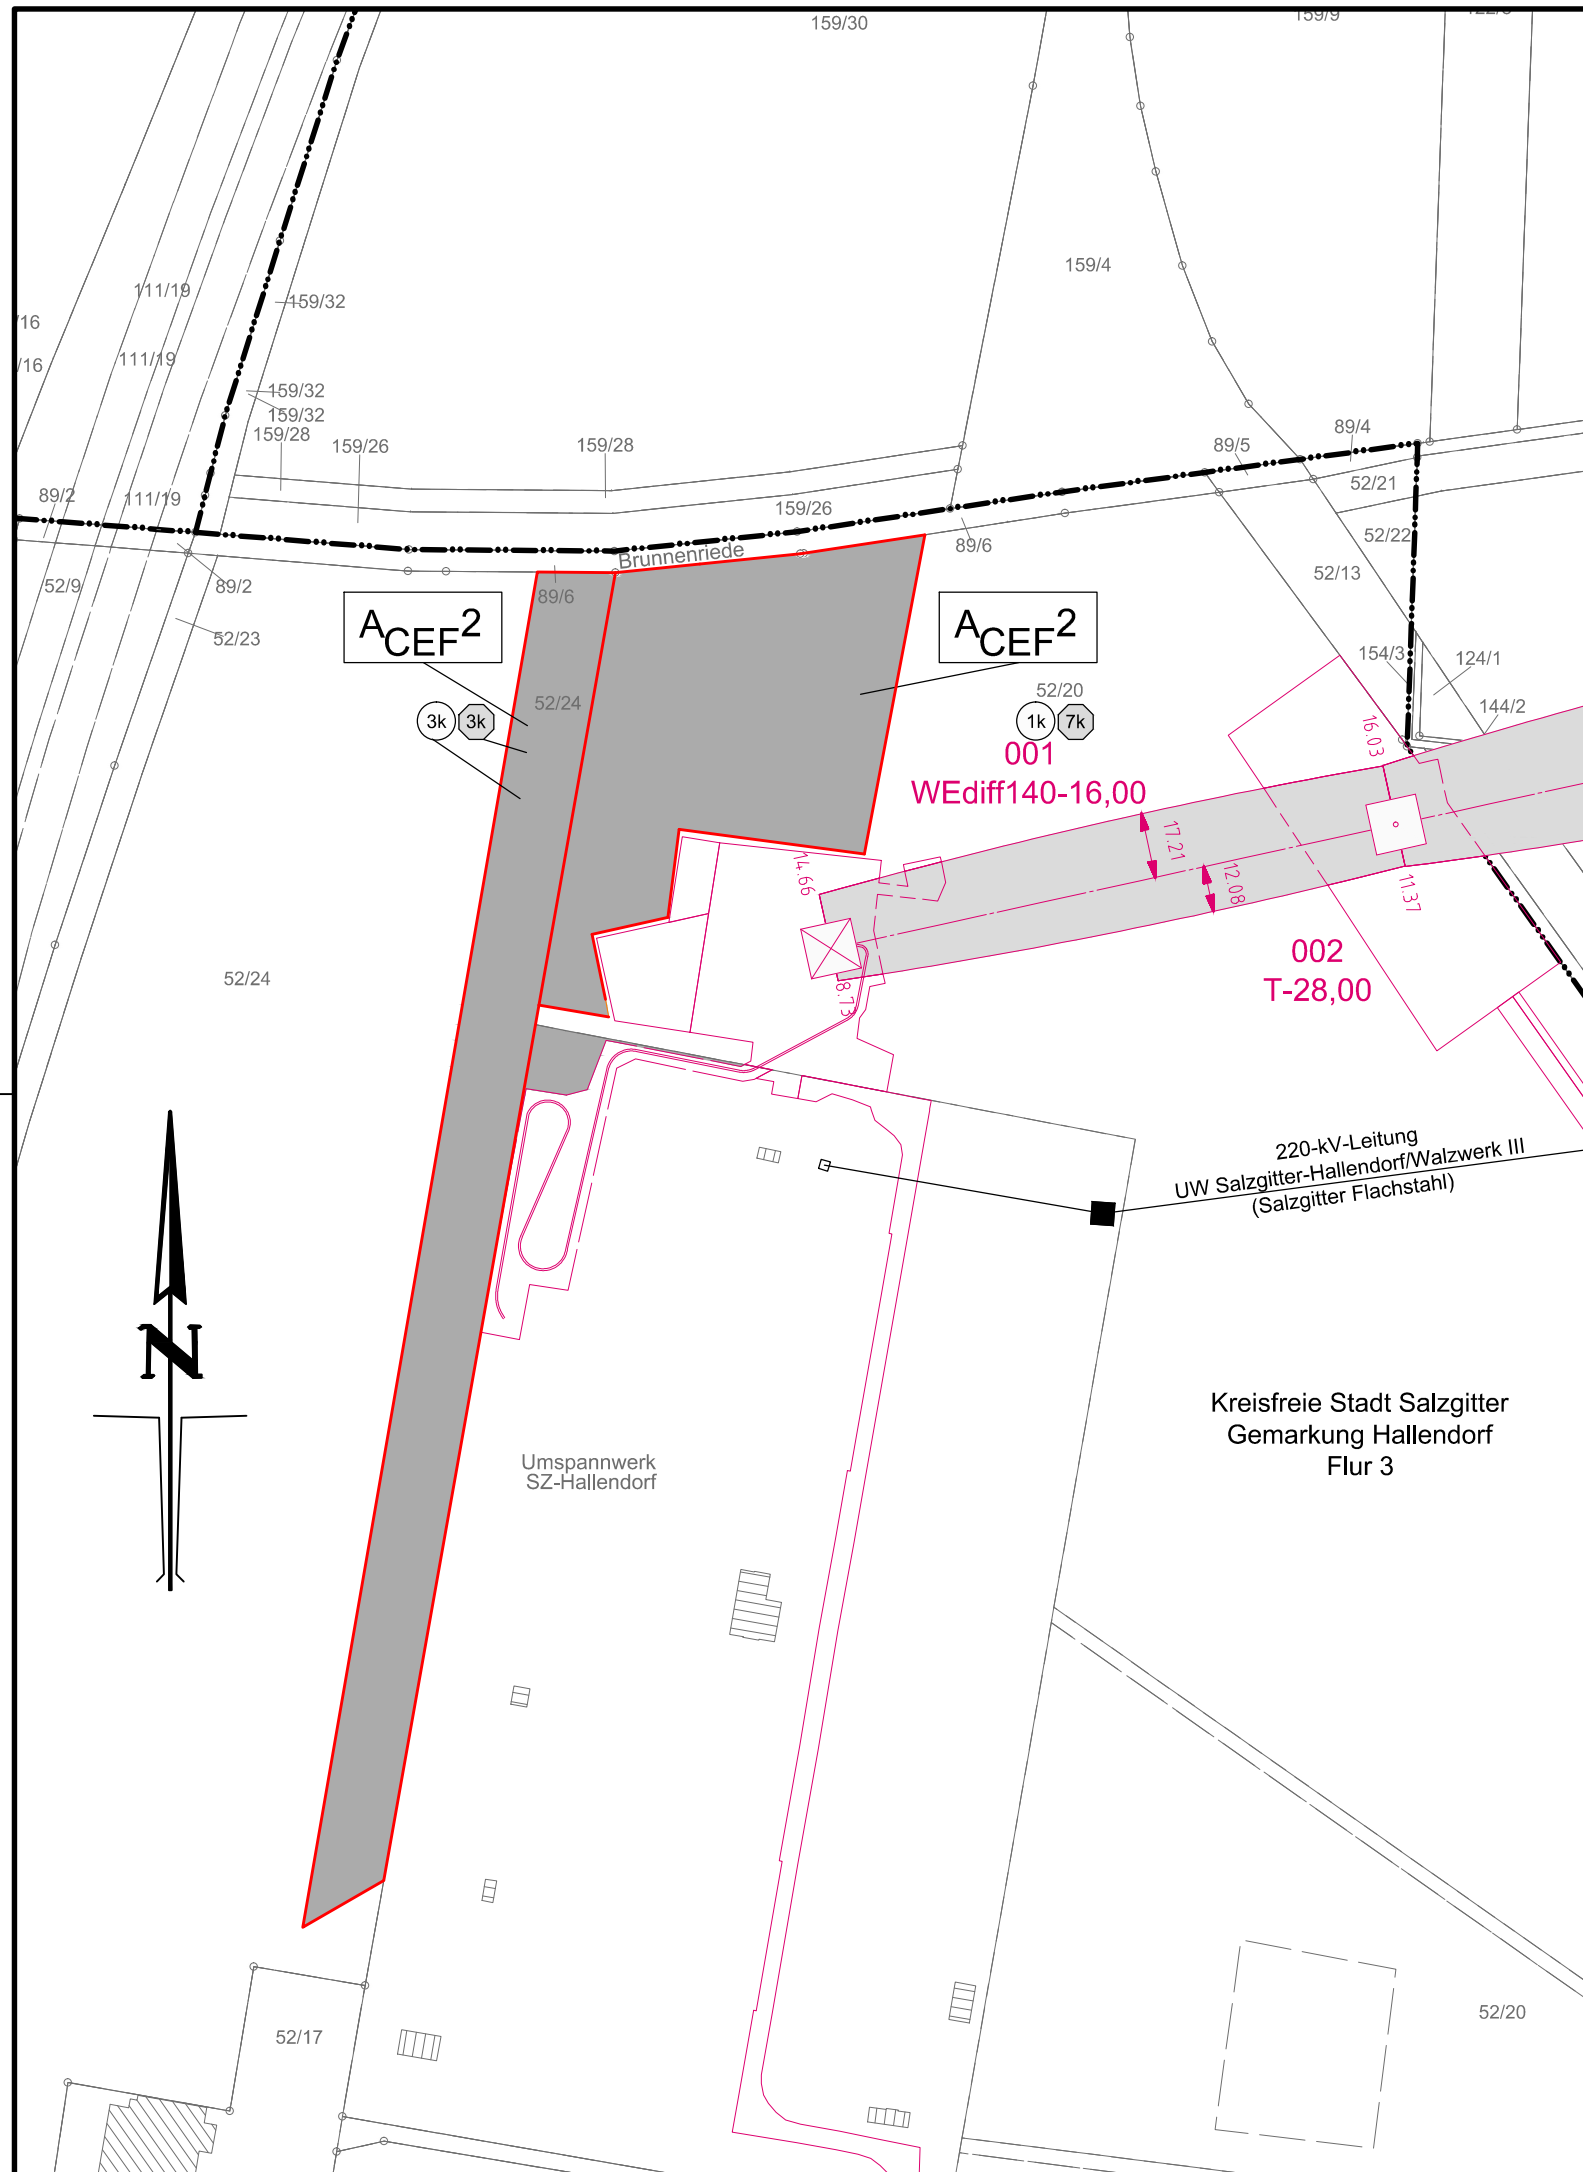 159/30
159/9
159/4
111/19
159/32
/16
111/19
/16
159/32
159/32
159/28
159/26
159/28
89/5
89/4
89/2
111/19
159/26
52/21
52/22
Brunnenriede
89/6
52/13
52/9
89/2
89/6
52/23
ACEF2
ACEF2
154/3
124/1
52/24
52/20
144/2
3k
3k
1k
7k
001
WEdiff140-16,00
16.03
17.21
14.66
12.08
11.37
002
T-28,00
52/24
8.73
220-kV-Leitung
UW Salzgitter-Hallendorf/Walzwerk III
(Salzgitter Flachstahl)
N
Kreisfreie Stadt Salzgitter
Gemarkung Hallendorf
Flur 3
Umspannwerk
SZ-Hallendorf
52/20
52/17